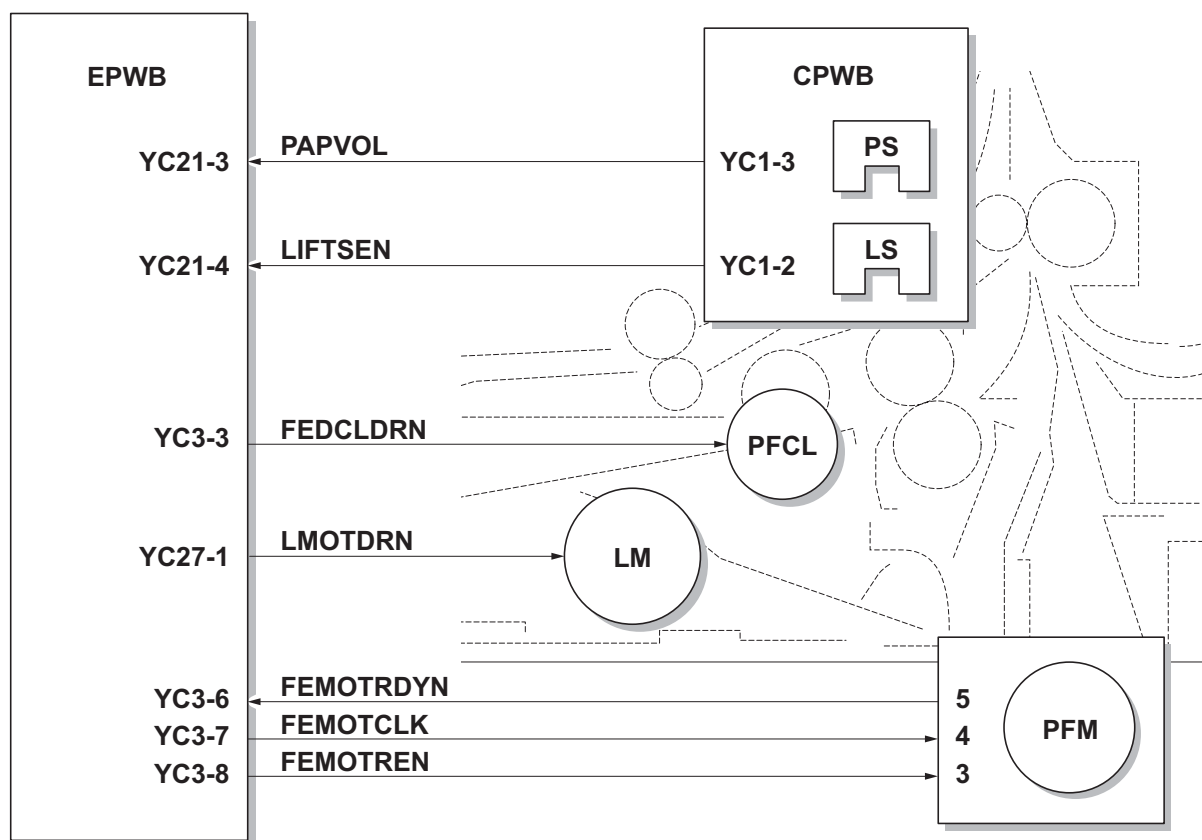 EPWB
CPWB
PS
YC21-3
PAPVOL
YC1-3
LS
YC21-4
LIFTSEN
YC1-2
YC3-3
FEDCLDRN
PFCL
YC27-1
LMOTDRN
LM
YC3-6
FEMOTRDYN
5
YC3-7
FEMOTCLK
4
PFM
YC3-8
FEMOTREN
3